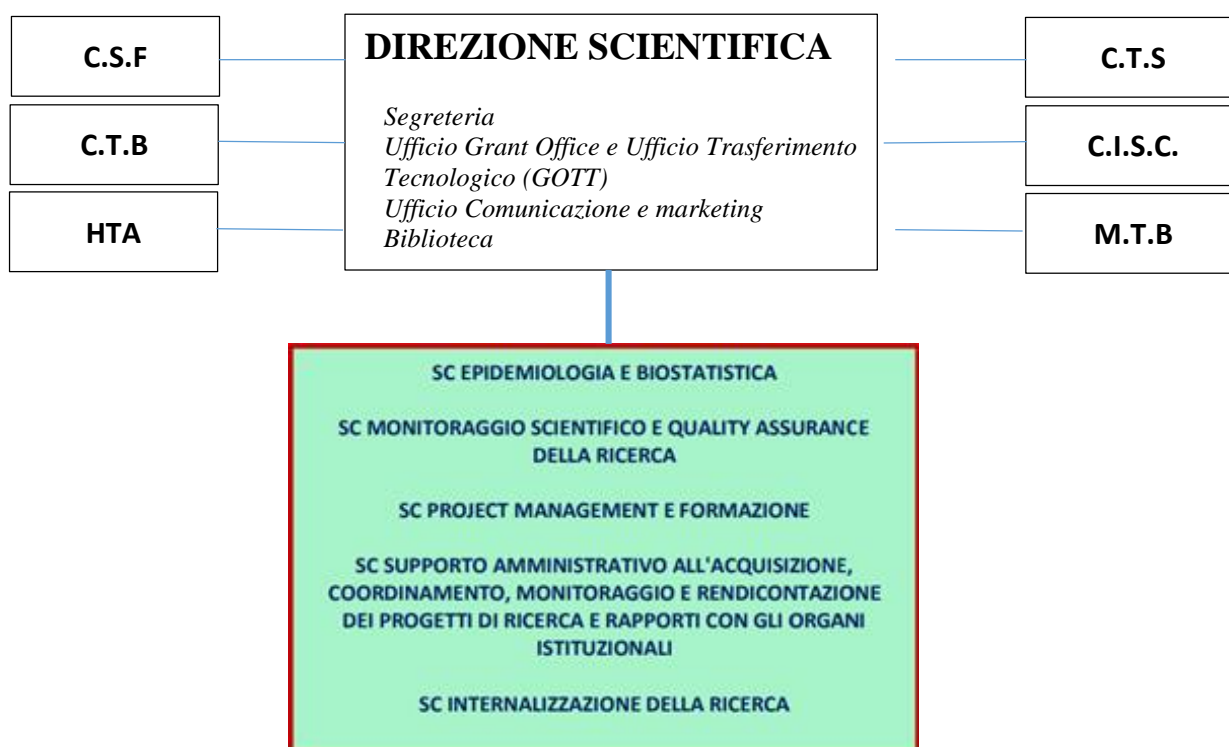 C.S.F
C.T.B
HTA
DIREZIONE SCIENTIFICA
Segreteria
Ufficio Grant Office e Ufficio Trasferimento
Tecnologico (GOTT)
Ufficio Comunicazione e marketing
Biblioteca
C.T.S
C.I.S.C.
M.T.B
SC EPIDEMIOLOGIA E BIOSTATISTICA
SC MONITORAGGIO SCIENTIFICO E QUALITY ASSURANCE
DELLA RICERCA
SC PROJECT MANAGEMENT E FORMAZIONE
SC SUPPORTO AMMINISTRATIVO ALL'ACQUISIZIONE,
COORDINAMENTO, MONITORAGGIO E RENDICONTAZIONE
DEI PROGETTI DI RICERCA E RAPPORTI CON GLI ORGANI
ISTITUZIONALI
SC INTERNALIZZAZIONE DELLA RICERCA